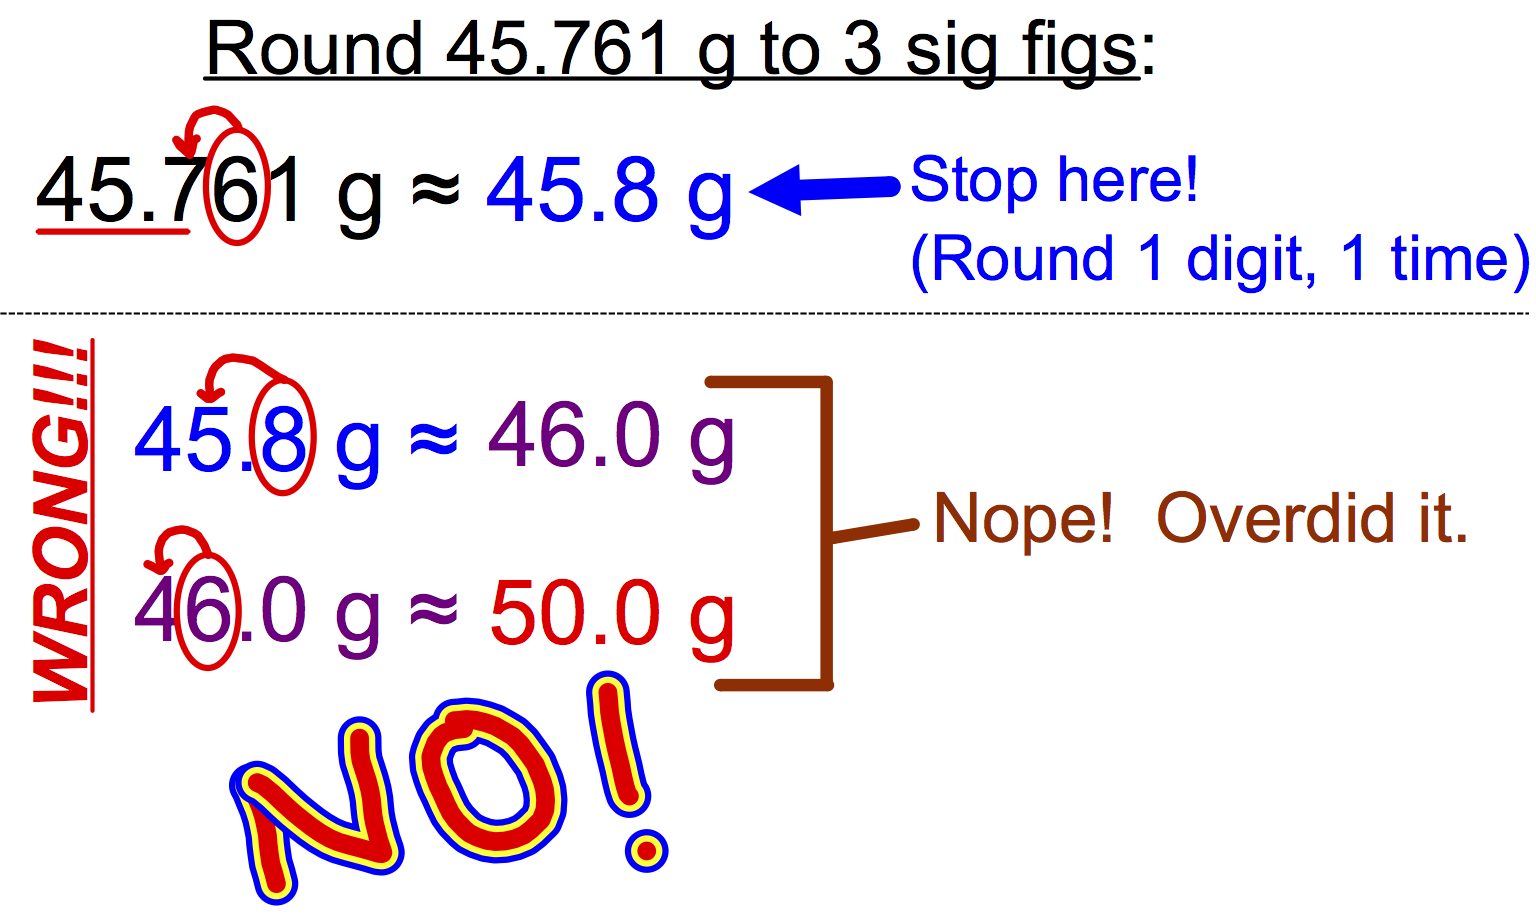 Round 45.761 g to 3 sig figs:
45.761 g ≈ 45.8 g
Stop here!
(Round 1 digit, 1 time)
WRONG!!!
45.8 g ≈ 46.0 g
46.0 g ≈ 50.0 g
Nope!  Overdid it.
NO!